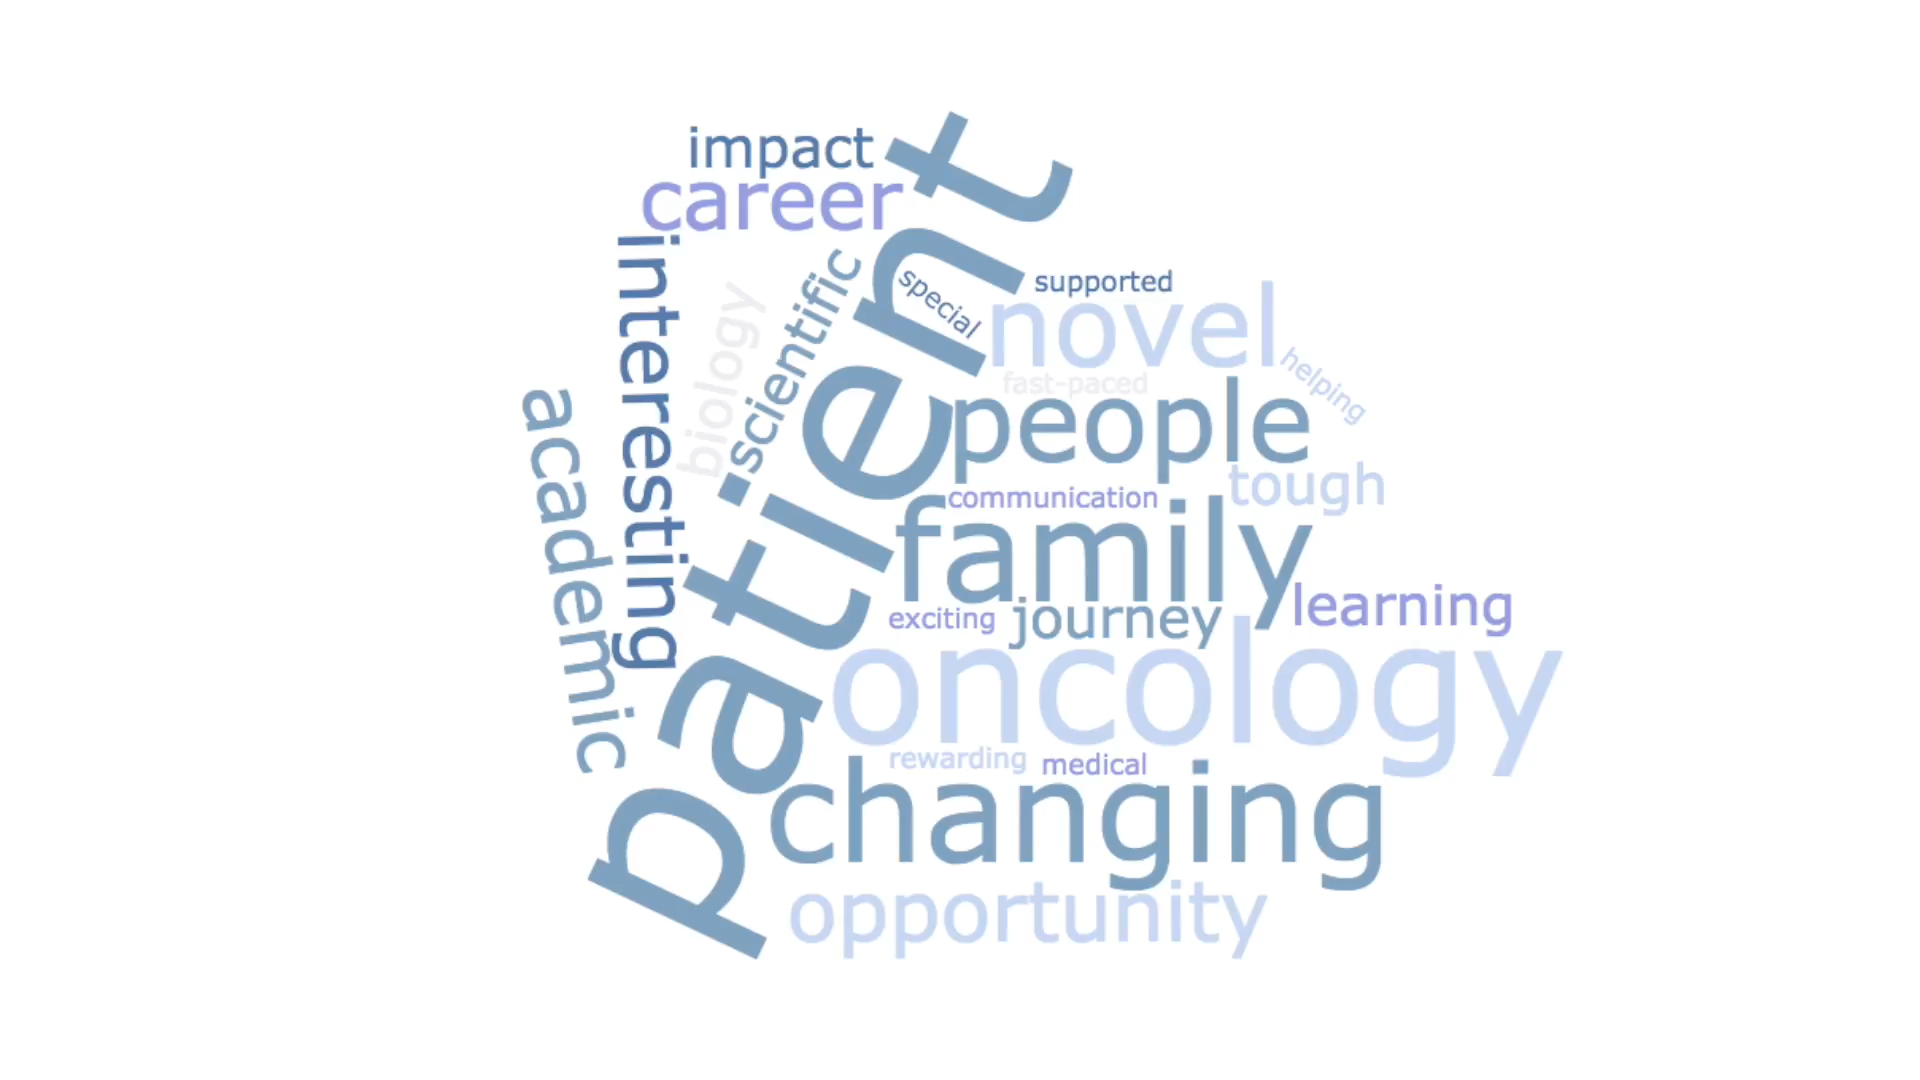 impact
career
patient
interesting
scientific
biology
special
supported
novel
helping
fast-paced
people
academic
tough
communication
family
learning
exciting
journey
oncology
rewarding
medical
changing
opportunity